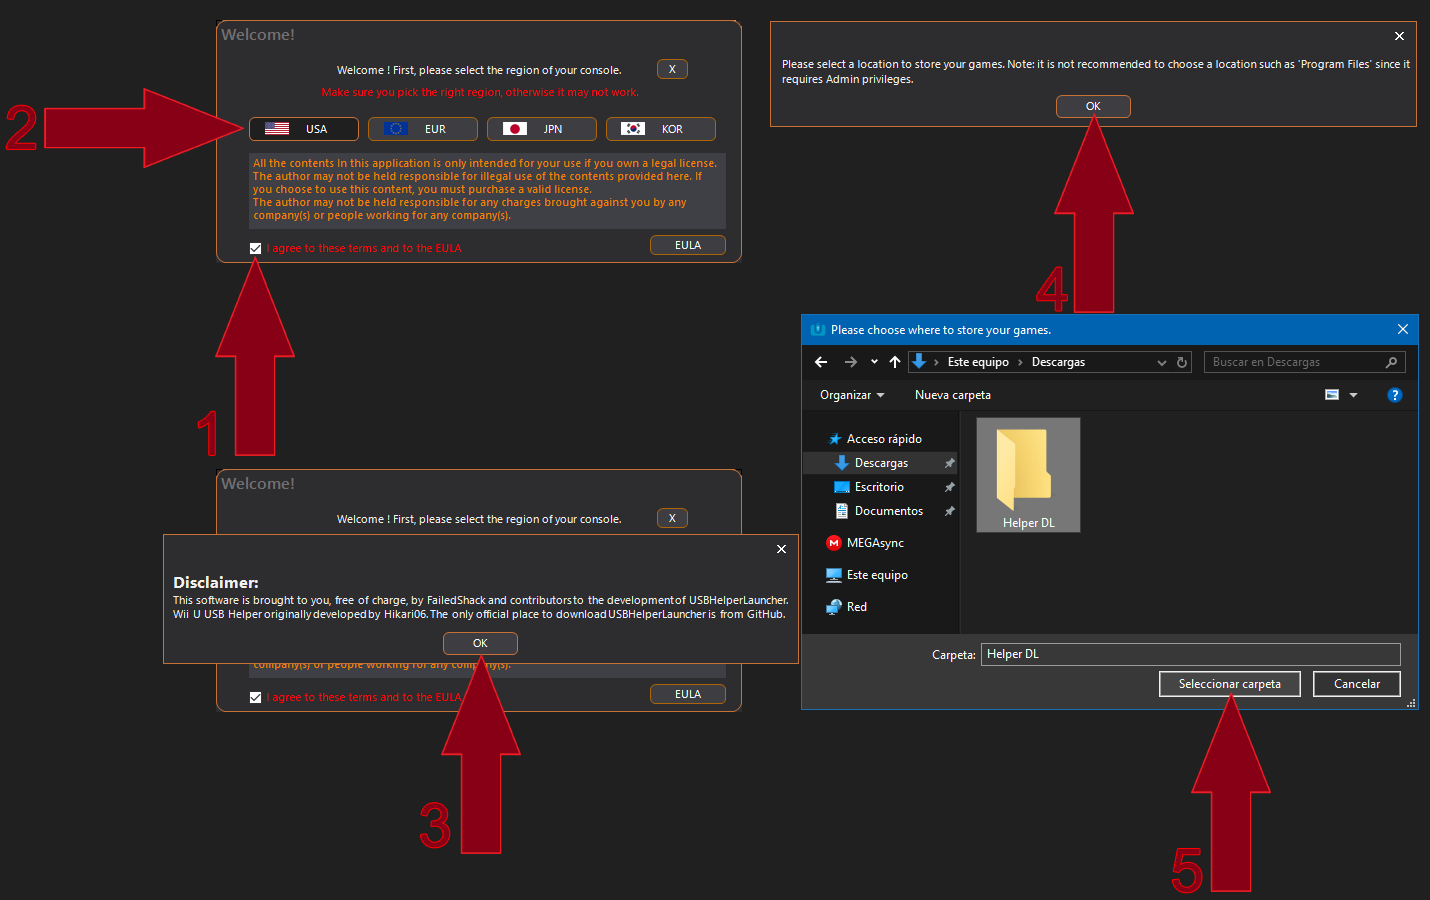 Welcome!
Welcome ! First, please select the region of your console.
X
Make sure you pick the right region, otherwise it may not work.
2
USA
EUR
JPN
KOR
All the contents In this application is only intended for your use if you own a legal license.
The author may not be held responsible for illegal use of the contents provided here. If
you choose to use this content, you must purchase a valid license.
The author may not be held responsible for any charges brought against you by any
company(s) or people working for any company(s).
I agree to these terms and to the EULA
EULA
1
Welcome!
Welcome ! First, please select the region of your console.
X
Disclaimer:
This software is brought to you, free of charge, by FailedShack and contributors to the development of USBHelperLauncher.
Wii U USB Helper originally developed by Hikari06. The only official place to download USBHelperLauncher is from GitHub.
OK
company(s) or people working for any company(s).
I agree to these terms and to the EULA
EULA
3
Please select a location to store your games. Note: it is not recommended to choose a location such as 'Program Files' since it
requires Admin privileges.
OK
4
Please choose where to store your games.
Este equipo
Descargas
Buscar en Descargas
Organizar
Nueva carpeta
?
Acceso rápido
Descargas
Escritorio
Documentos
MEGAsync
Este equipo
Red
Helper DL
Carpeta:
Helper DL
Seleccionar carpeta
Cancelar
5